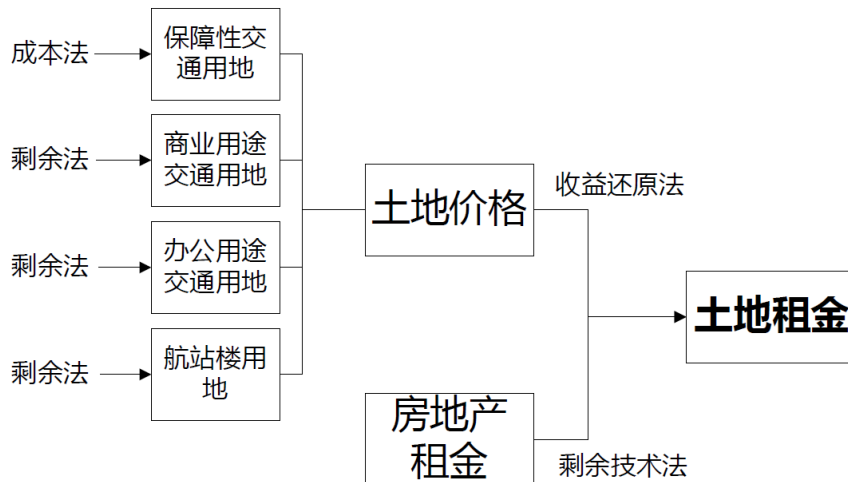 成本法
保障性交
通用地
剩余法
商业用途
交通用地
剩余法
办公用途
交通用地
剩余法
航站楼用
地
土地价格
收益还原法
房地产
租金
剩余技术法
土地租金